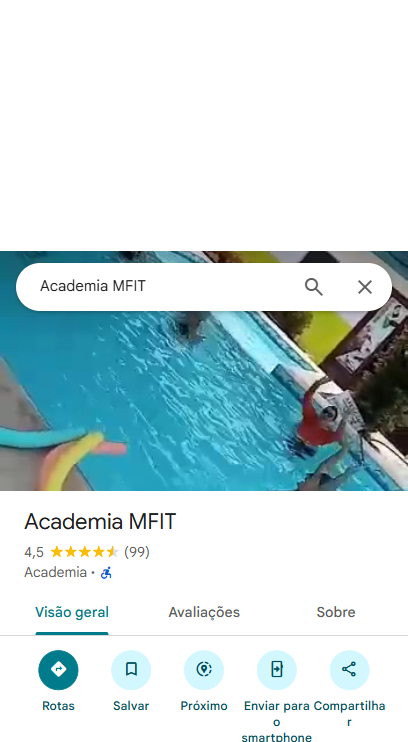 Academia MFIT
Academia MFIT
4,5 (99)
Academia ·
Visão geral Avaliações Sobre
Rotas Salvar Próximo Enviar para o smartphone Compartilhar